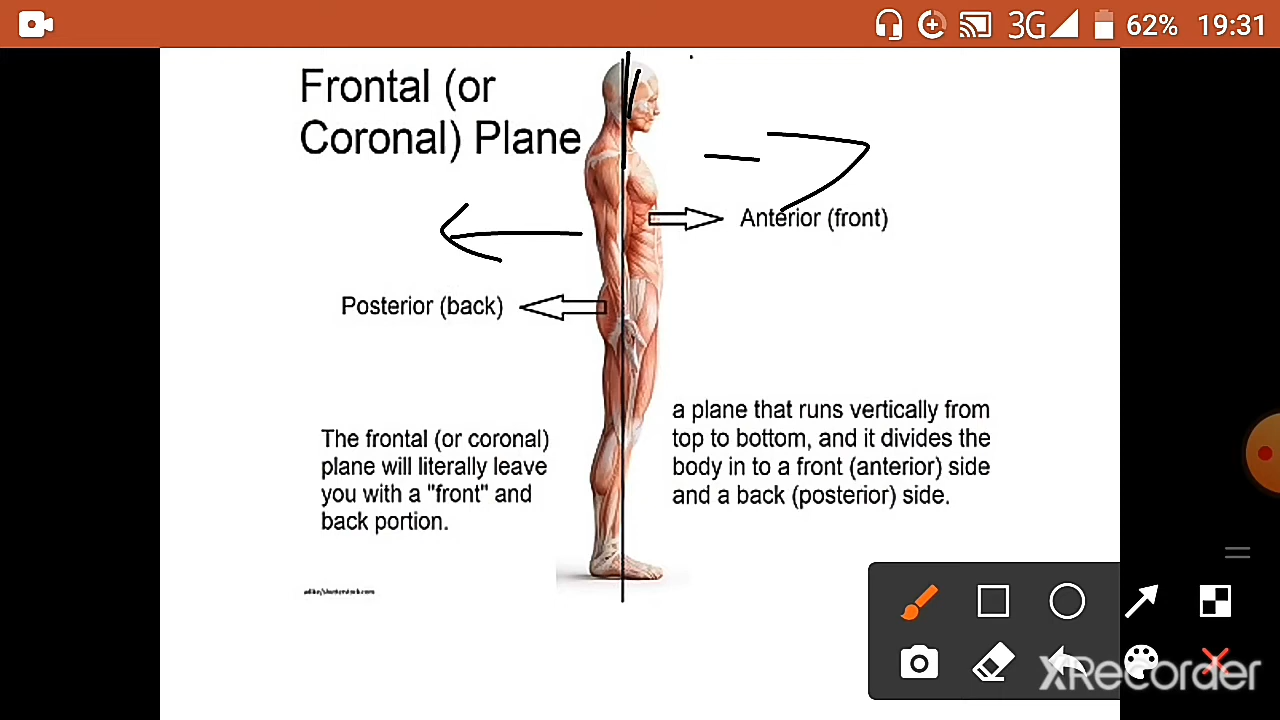 3G 62% 19:31
Frontal (or
Coronal) Plane
Anterior (front)
Posterior (back)
a plane that runs vertically from
top to bottom, and it divides the
body in to a front (anterior) side
and a back (posterior) side.
The frontal (or coronal)
plane will literally leave
you with a "front" and
back portion.
XRecorder